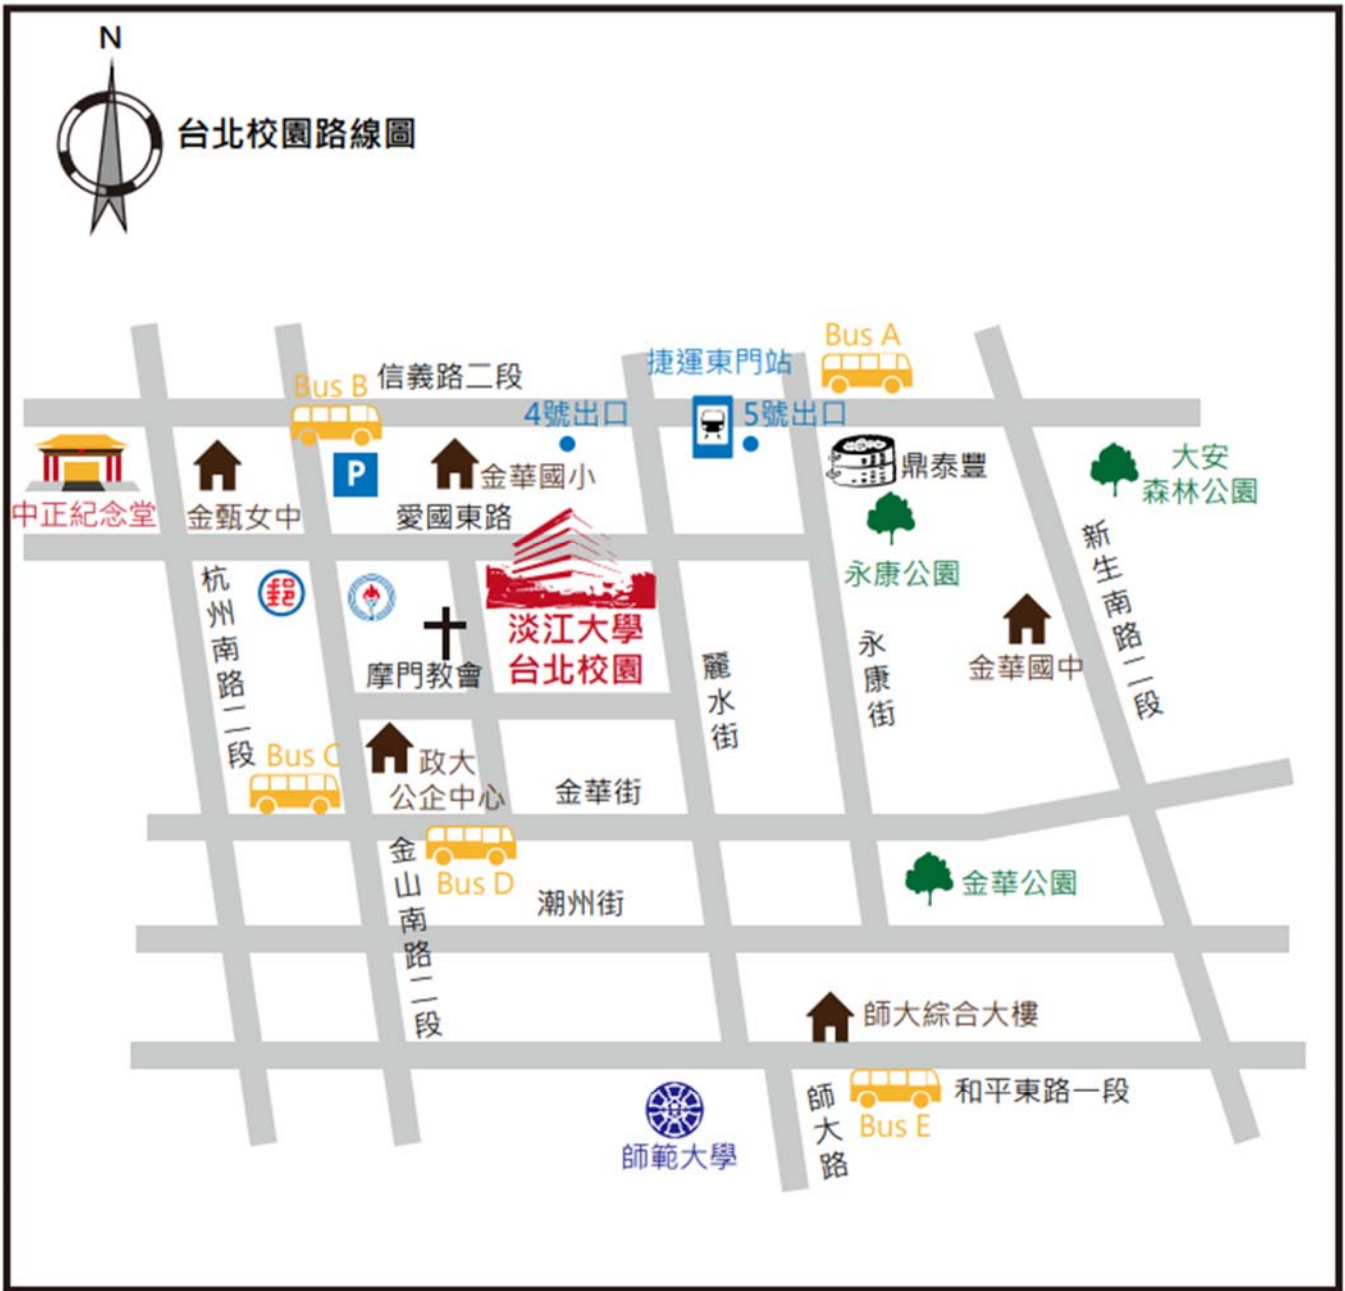 N
台北校園路線圖
Bus A
捷運東門站
Bus B
信義路二段
4號出口
5號出口
P
金華國小
鼎泰豐
大安
森林公園
中正紀念堂
金甌女中
愛國東路
永康公園
新生南路二段
杭州南路二段
郵
淡江大學
台北校園
摩門教會
麗水街
永康街
金華國中
Bus C
政大
公企中心
金華街
金山南路二段
Bus D
潮州街
金華公園
師大綜合大樓
師大路
Bus E
和平東路一段
師範大學